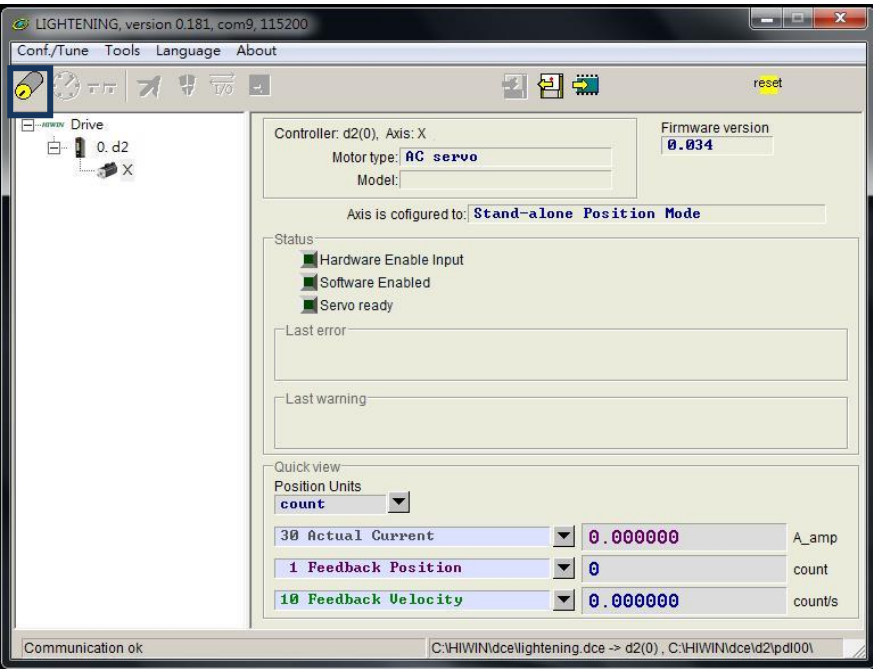 LIGHTENING, version 0.181, com9, 115200
Conf./Tune Tools Language About
I/O
reset
HIWIN Drive
0. d2
X
Controller: d2(0), Axis: X
Firmware version
0.034
Motor type: AC servo
Model:
Axis is cofigured to: Stand-alone Position Mode
Status
Hardware Enable Input
Software Enabled
Servo ready
Last error
Last warning
Quick view
Position Units
count
30 Actual Current 0.000000 A_amp
1 Feedback Position 0 count
10 Feedback Velocity 0.000000 count/s
Communication ok C:\HIWIN\dce\lightening.dce -> d2(0) , C:\HIWIN\dce\d2\pdl00\